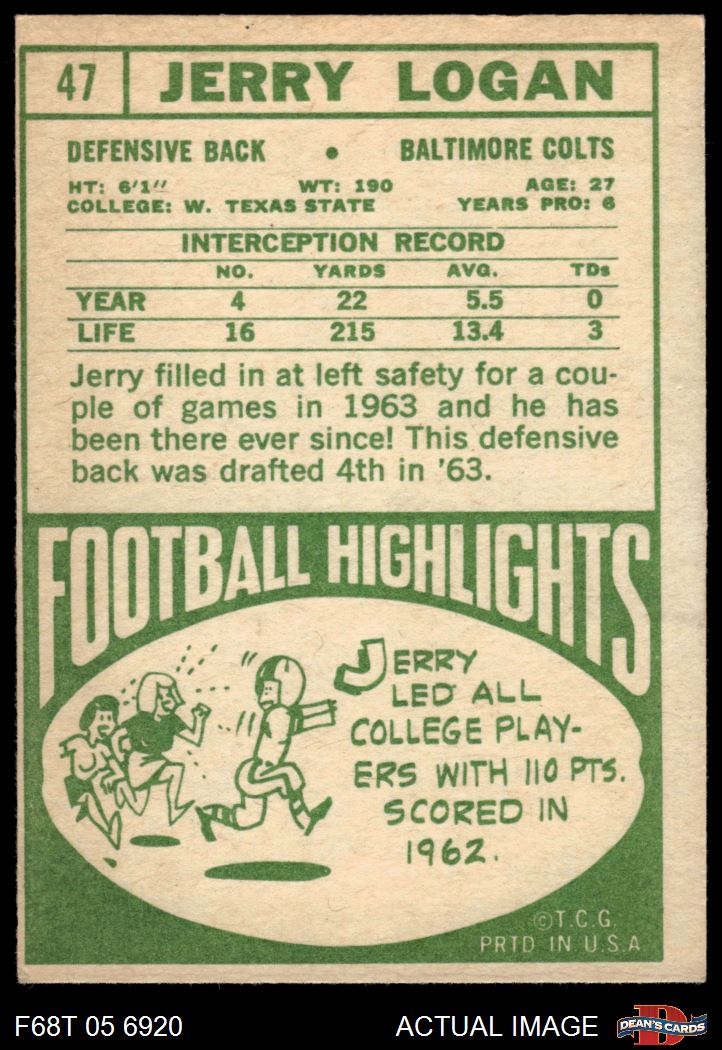 47 JERRY LOGAN
DEFENSIVE BACK • BALTIMORE COLTS
HT: 6'1" WT: 190 AGE: 27
COLLEGE: W. TEXAS STATE YEARS PRO: 6
INTERCEPTION RECORD
NO. YARDS AVG. TDs
YEAR 4 22 5.5 0
LIFE 16 215 13.4 3
Jerry filled in at left safety for a cou-
ple of games in 1963 and he has
been there ever since! This defensive
back was drafted 4th in '63.
FOOTBALL HIGHLIGHTS
JERRY
LED ALL
COLLEGE PLAY-
ERS WITH 110 PTS.
SCORED IN
1962.
©T.C.G.
PRTD IN U.S.A
F68T 05 6920 ACTUAL IMAGE D DEAN'S CARDS